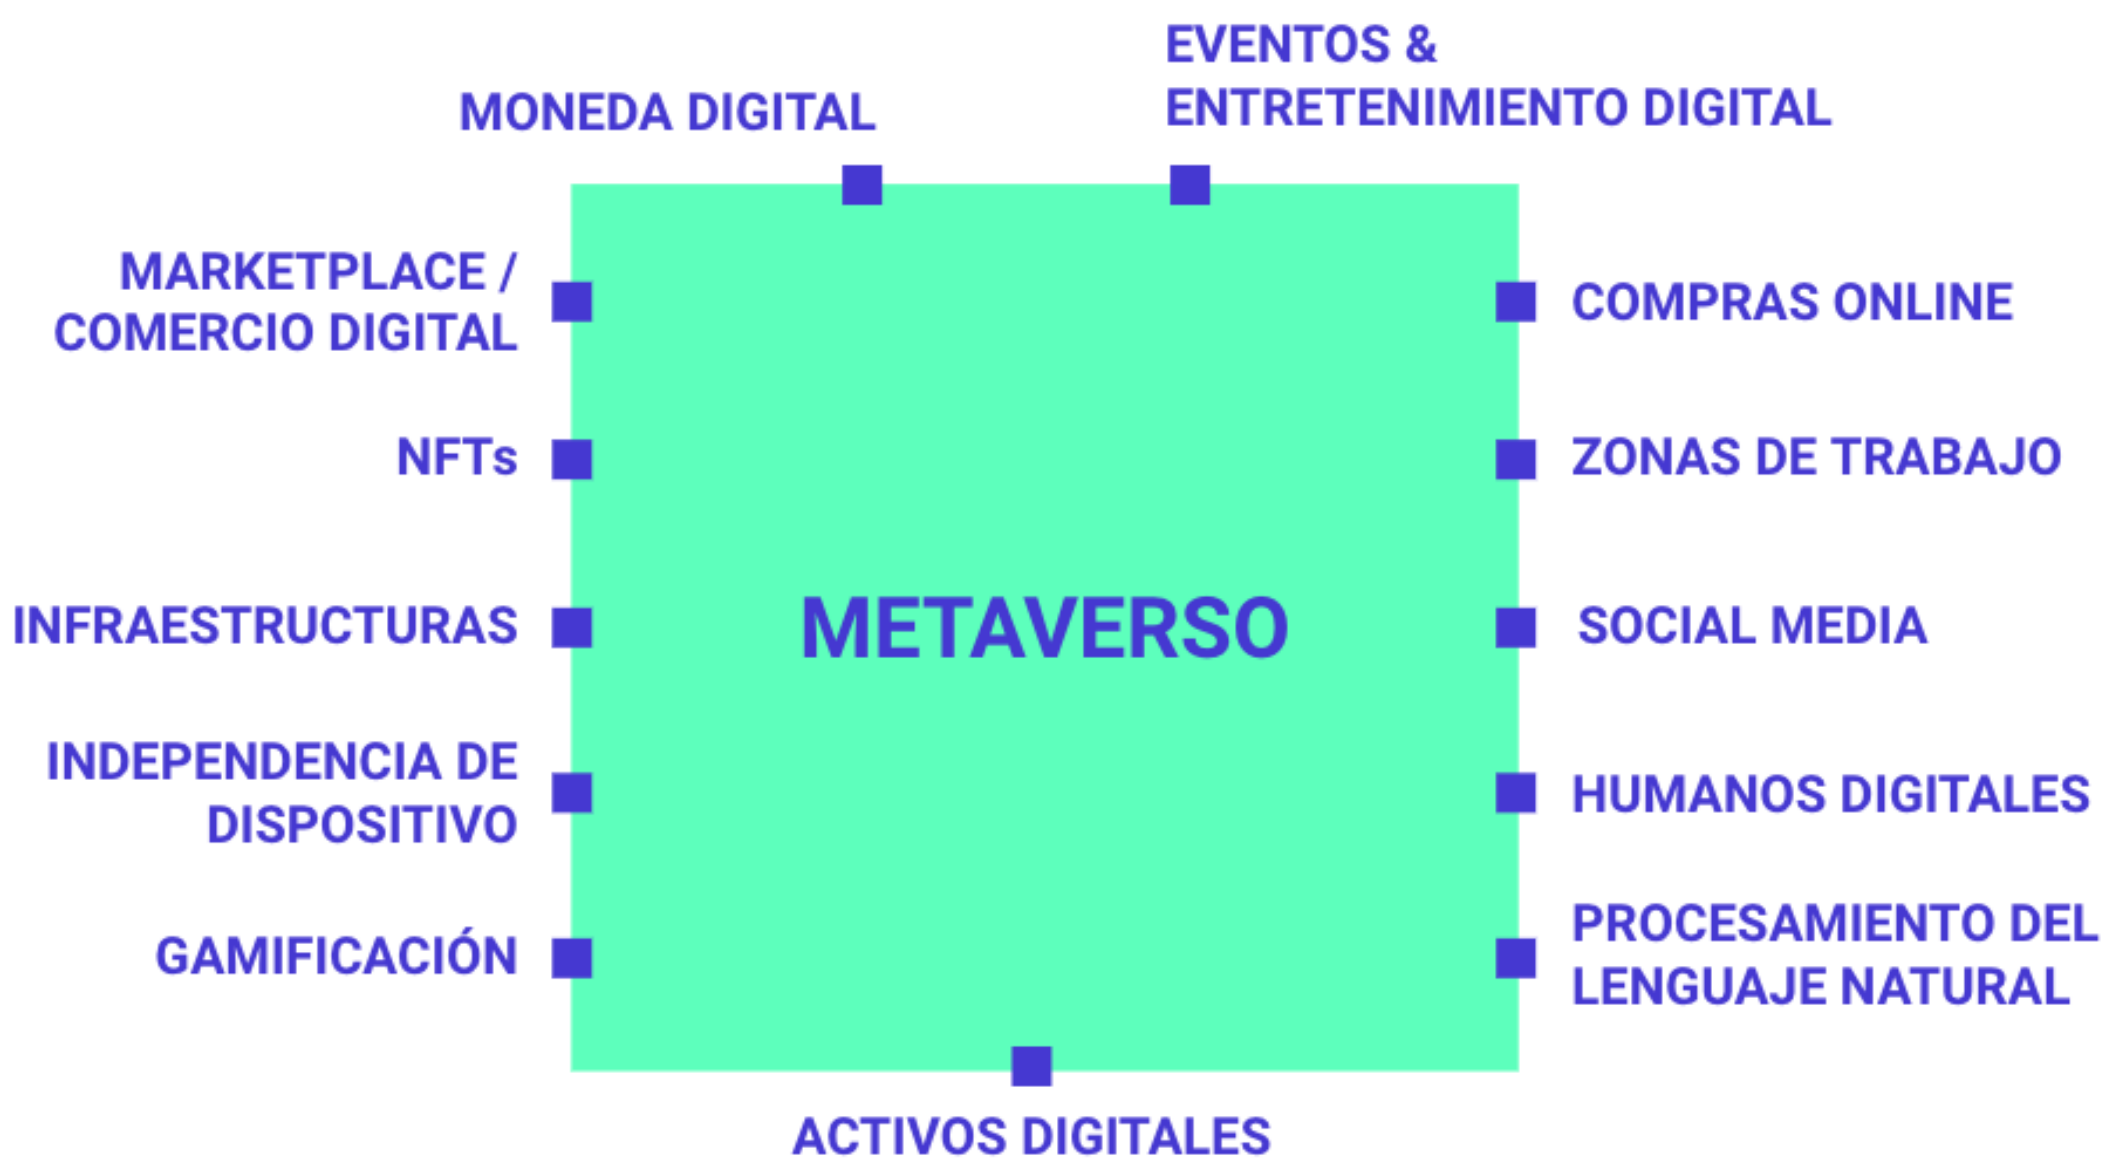 EVENTOS &
ENTRETENIMIENTO DIGITAL
MONEDA DIGITAL
MARKETPLACE /
COMERCIO DIGITAL
NFTs
INFRAESTRUCTURAS
INDEPENDENCIA DE
DISPOSITIVO
GAMIFICACIÓN
METAVERSO
COMPRAS ONLINE
ZONAS DE TRABAJO
SOCIAL MEDIA
HUMANOS DIGITALES
PROCESAMIENTO DEL
LENGUAJE NATURAL
ACTIVOS DIGITALES